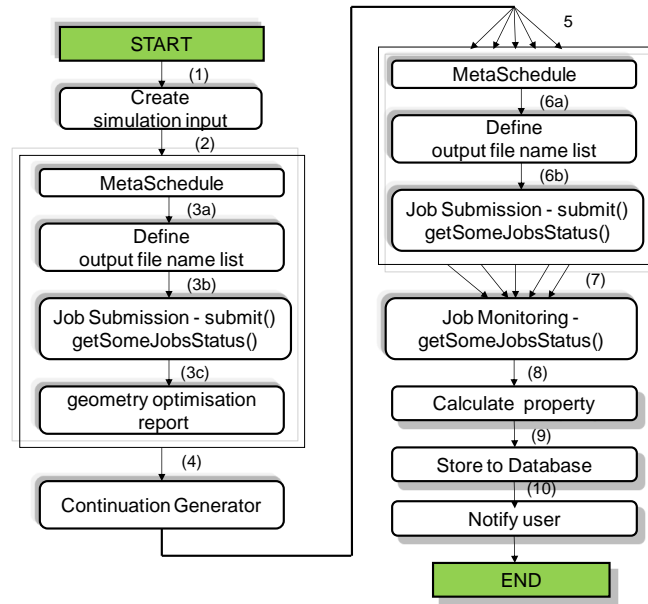 START
(1)
Create
simulation input
(2)
MetaSchedule
(3a)
Define
output file name list
(3b)
Job Submission - submit()
getSomeJobsStatus()
(3c)
geometry optimisation
report
(4)
Continuation Generator
5
MetaSchedule
(6a)
Define
output file name list
(6b)
Job Submission - submit()
getSomeJobsStatus()
(7)
Job Monitoring -
getSomeJobsStatus()
(8)
Calculate property
(9)
Store to Database
(10)
Notify user
END